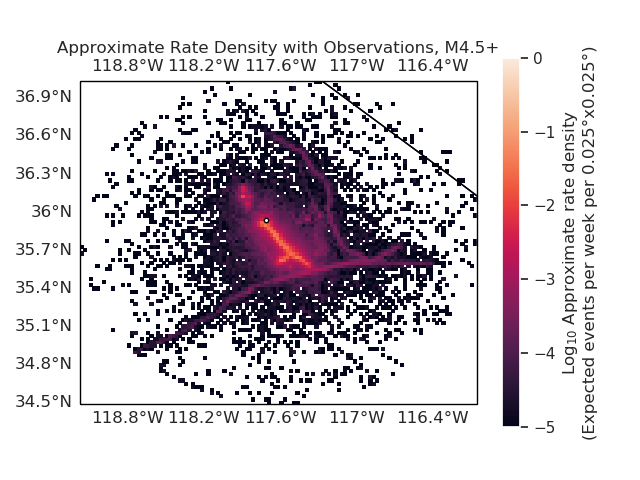 Approximate Rate Density with Observations, M4.5+
118.8°W 118.2°W 117.6°W 117°W 116.4°W
36.9°N
36.6°N
36.3°N
36°N
35.7°N
35.4°N
35.1°N
34.8°N
34.5°N
118.8°W 118.2°W 117.6°W 117°W 116.4°W
0
−1
−2
−3
−4
−5
Log₁₀ Approximate rate density
(Expected events per week per 0.025°x0.025°)